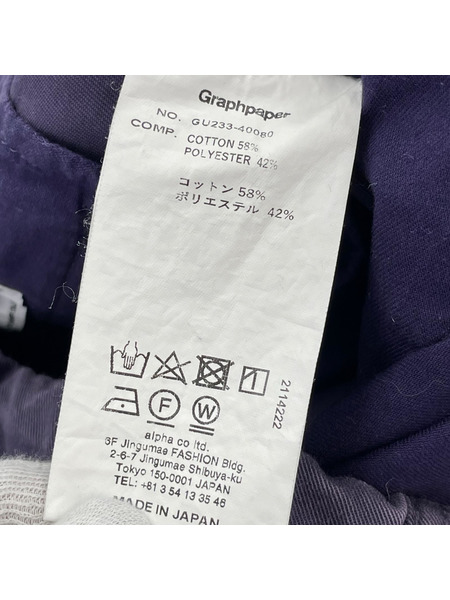 Graphpaper
NO. GU233-40080
COMP. COTTON 58%
POLYESTER 42%
コットン 58%
ポリエステル 42%
F
W
2114222
alpha co ltd.
3F Jingumae FASHION Bldg.
2-6-7 Jingumae Shibuya-ku
Tokyo 150-0001 JAPAN
TEL: +81 3 54 13 35 46
MADE IN JAPAN